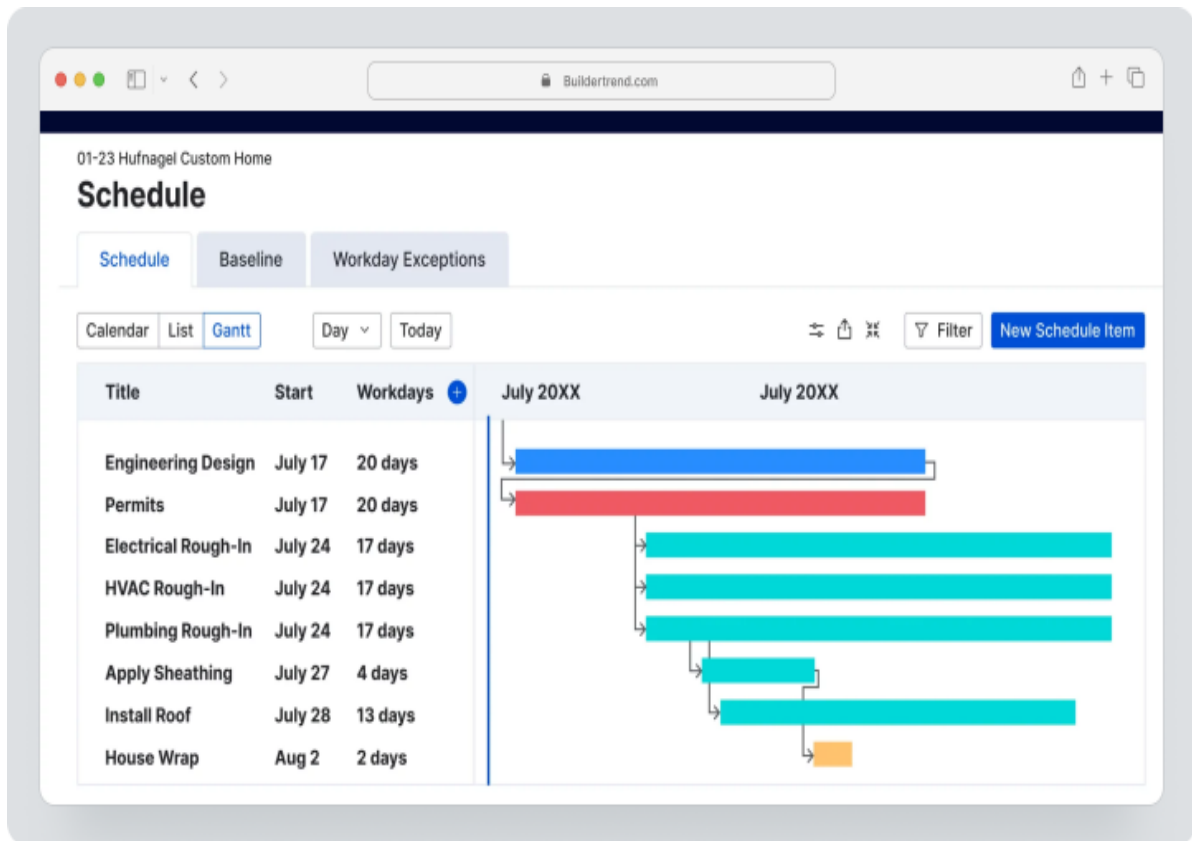 Buildertrend.com
01-23 Hufnagel Custom Home
Schedule
Schedule Baseline Workday Exceptions
Calendar List Gantt Day Today Filter New Schedule Item
Title Start Workdays July 20XX July 20XX
Engineering Design July 17 20 days
Permits July 17 20 days
Electrical Rough-In July 24 17 days
HVAC Rough-In July 24 17 days
Plumbing Rough-In July 24 17 days
Apply Sheathing July 27 4 days
Install Roof July 28 13 days
House Wrap Aug 2 2 days